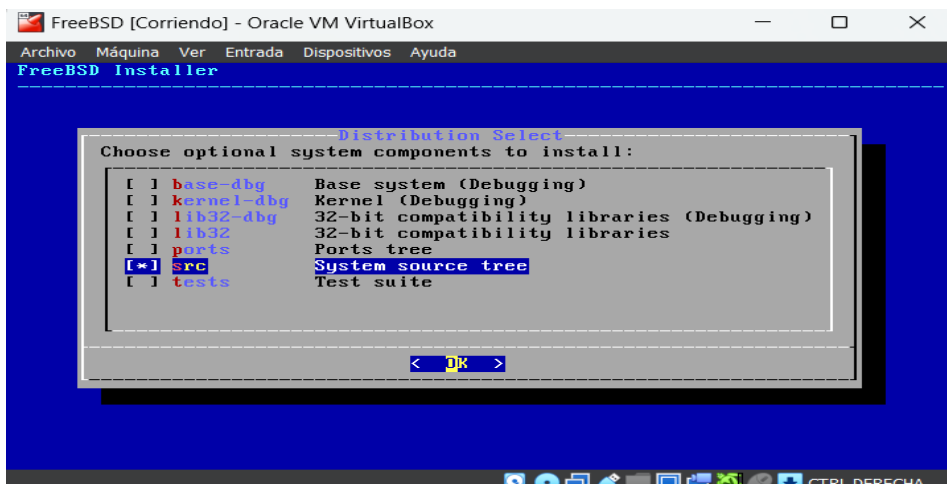 FreeBSD [Corriendo] - Oracle VM VirtualBox
Archivo Máquina Ver Entrada Dispositivos Ayuda
FreeBSD Installer
Distribution Select
Choose optional system components to install:
[ ] base-dbg Base system (Debugging)
[ ] kernel-dbg Kernel (Debugging)
[ ] lib32-dbg 32-bit compatibility libraries (Debugging)
[ ] lib32 32-bit compatibility libraries
[ ] ports Ports tree
[*] src System source tree
[ ] tests Test suite
< OK >
CTRL DERECHA